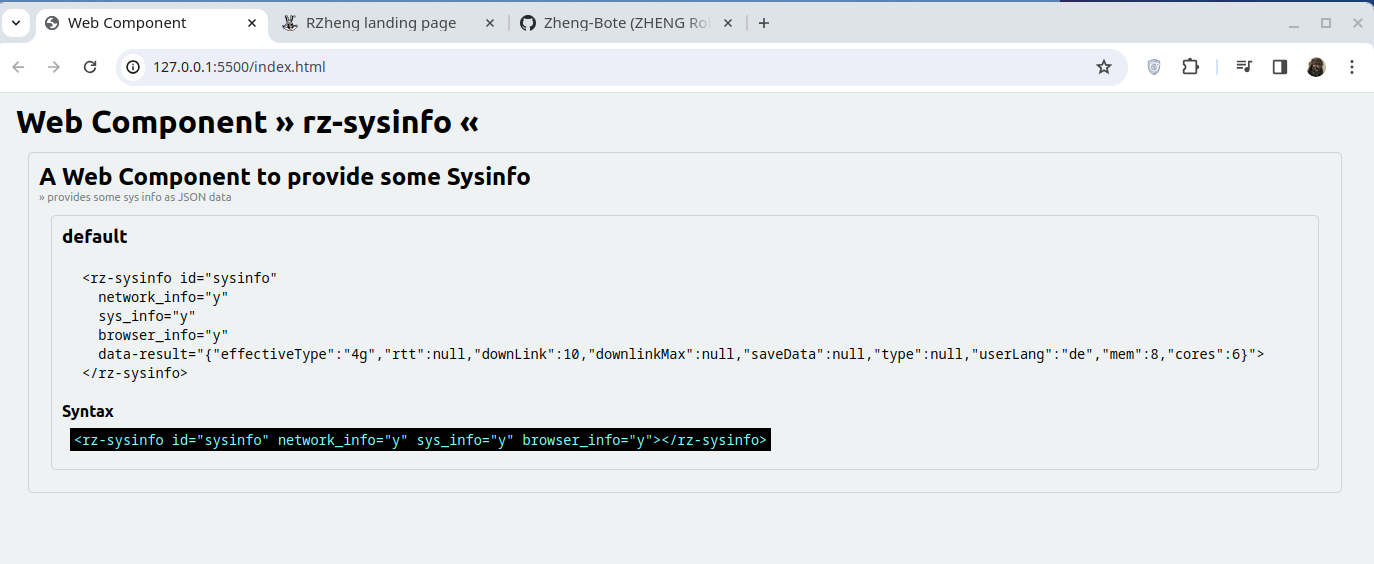 Web Component
RZheng landing page
Zheng-Bote (ZHENG Ro
127.0.0.1:5500/index.html
Web Component » rz-sysinfo «
A Web Component to provide some Sysinfo
» provides some sys info as JSON data
default
<rz-sysinfo id="sysinfo"
network_info="y"
sys_info="y"
browser_info="y"
data-result="{"effectiveType":"4g","rtt":null,"downLink":10,"downlinkMax":null,"saveData":null,"type":null,"userLang":"de","mem":8,"cores":6}">
</rz-sysinfo>
Syntax
<rz-sysinfo id="sysinfo" network_info="y" sys_info="y" browser_info="y"></rz-sysinfo>